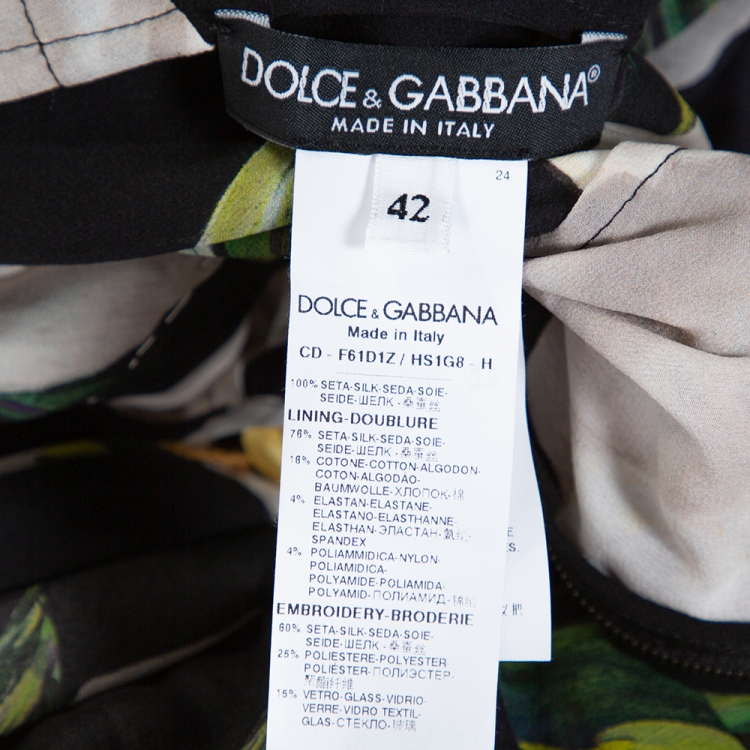 DOLCE & GABBANA®
MADE IN ITALY
24
42
DOLCE & GABBANA
Made in Italy
CD - F61D1Z / HS1G8 - H
100% SETA-SILK-SEDA-SOIE-
SEIDE-ШЕЛК-桑蚕丝
LINING-DOUBLURE
76% SETA-SILK-SEDA-SOIE-
SEIDE-ШЕЛК-桑蚕丝
16% COTONE-COTTON-ALGODON-
COTON-ALGODÃO-
BAUMWOLLE-ХЛОПОК-棉
4% ELASTAN-ELASTANE-
ELASTANO-ELASTHANNE-
ELASTHAN-ЭЛАСТАН-氨纶-
SPANDEX
4% POLIAMMIDICA-NYLON-
POLIAMIDICA-
POLYAMIDE-POLIAMIDA-
POLYAMID-ПОЛИАМИД-锦纶
EMBROIDERY-BRODERIE
60% SETA-SILK-SEDA-SOIE-
SEIDE-ШЕЛК-桑蚕丝
25% POLIESTERE-POLYESTER-
POLIÉSTER-ПОЛИЭСТЕР-
聚酯纤维
15% VETRO-GLASS-VIDRIO-
VERRE-VIDRO TEXTIL-
GLAS-СТЕКЛО-玻璃